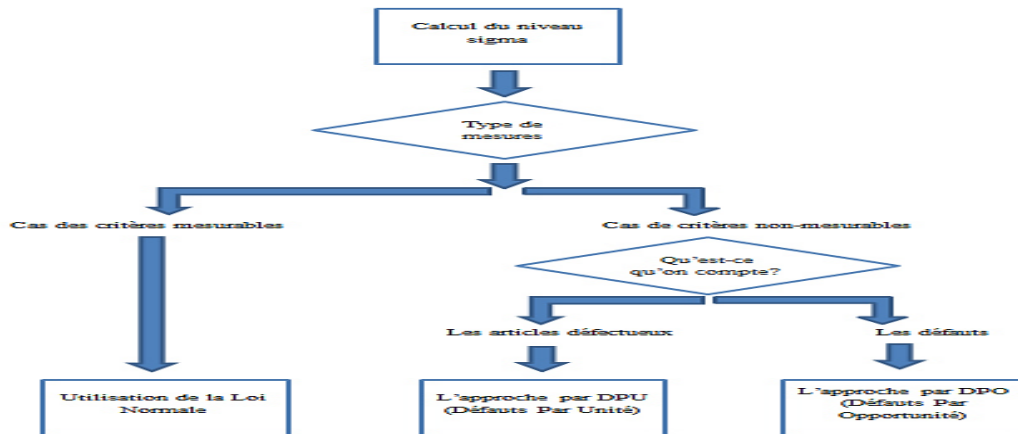 Calcul du niveau
sigma
Type de
mesures
Cas des critères mesurables
Cas de critères non-mesurables
Qu'est-ce
qu'on compte?
Les articles défectueux
Les défauts
Utilisation de la Loi
Normale
L'approche par DPU
(Défauts Par Unité)
L'approche par DPO
(Défauts Par
Opportunité)